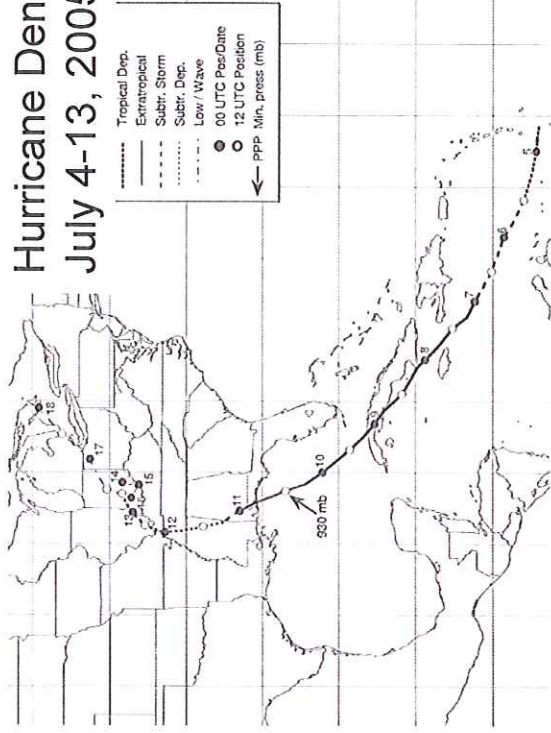 Hurricane Den
July 4-13, 2005
Tropical Dep.
Extratropical
Subtr. Storm
Subtr. Dep.
Low / Wave
00 UTC Pos/Date
12 UTC Position
PPP Min. press (mb)
18
17
14
15
13
12
11
10
930 mb
9
8
7
6
5